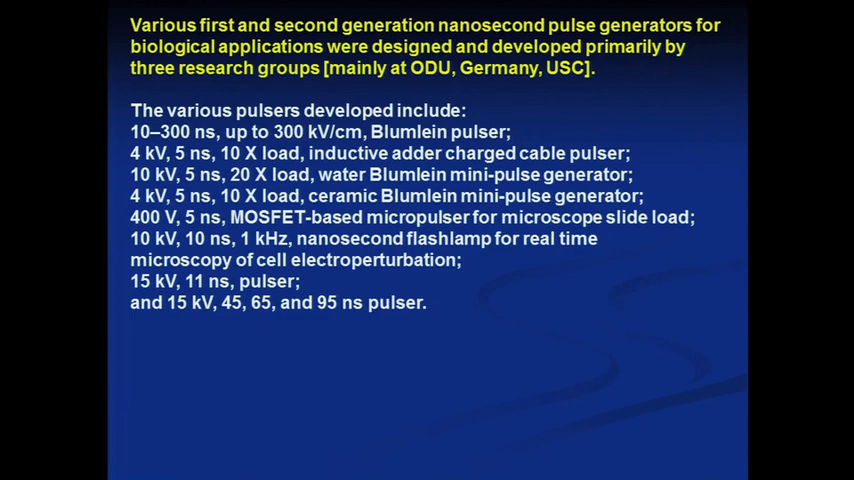 Various first and second generation nanosecond pulse generators for
biological applications were designed and developed primarily by
three research groups [mainly at ODU, Germany, USC].
The various pulsers developed include:
10–300 ns, up to 300 kV/cm, Blumlein pulser;
4 kV, 5 ns, 10 X load, inductive adder charged cable pulser;
10 kV, 5 ns, 20 X load, water Blumlein mini-pulse generator;
4 kV, 5 ns, 10 X load, ceramic Blumlein mini-pulse generator;
400 V, 5 ns, MOSFET-based micropulser for microscope slide load;
10 kV, 10 ns, 1 kHz, nanosecond flashlamp for real time
microscopy of cell electroperturbation;
15 kV, 11 ns, pulser;
and 15 kV, 45, 65, and 95 ns pulser.